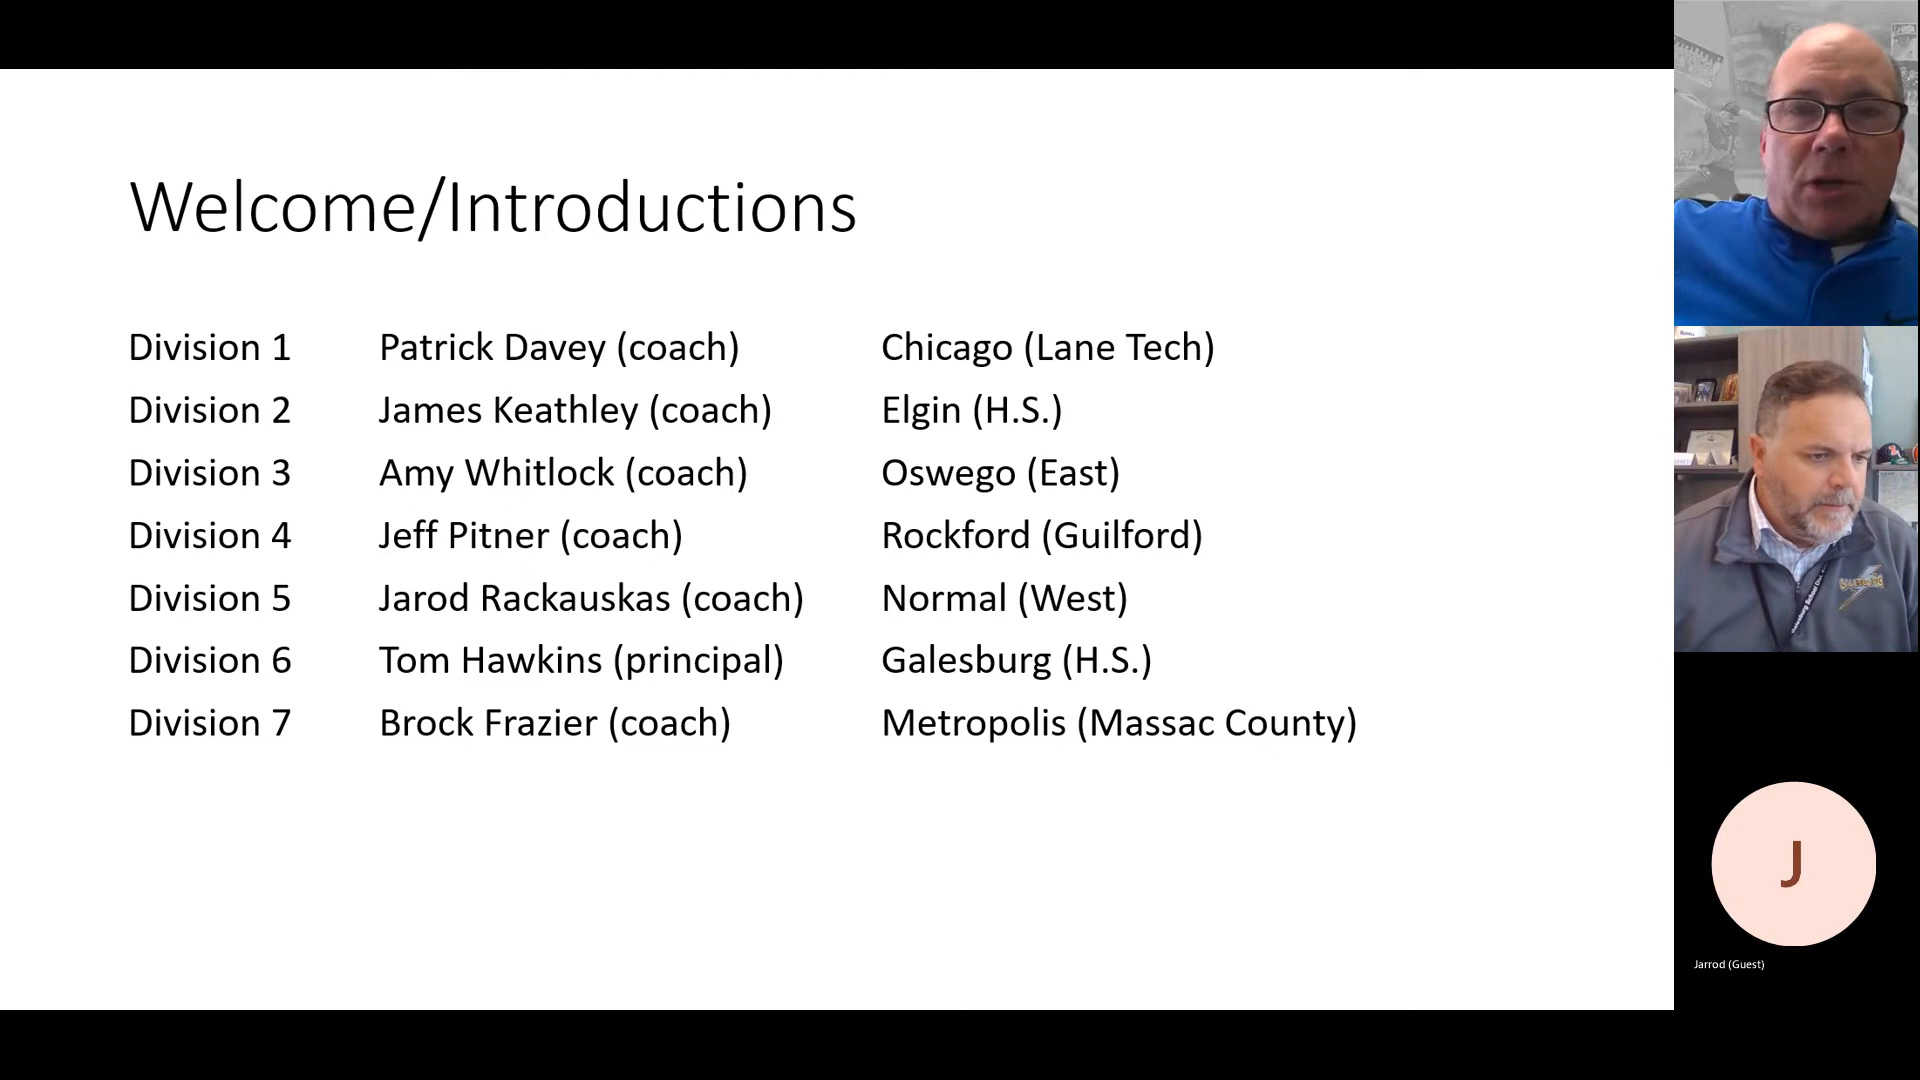 Welcome/Introductions
Division 1 Patrick Davey (coach) Chicago (Lane Tech)
Division 2 James Keathley (coach) Elgin (H.S.)
Division 3 Amy Whitlock (coach) Oswego (East)
Division 4 Jeff Pitner (coach) Rockford (Guilford)
Division 5 Jarod Rackauskas (coach) Normal (West)
Division 6 Tom Hawkins (principal) Galesburg (H.S.)
Division 7 Brock Frazier (coach) Metropolis (Massac County)
J
Jarrod (Guest)